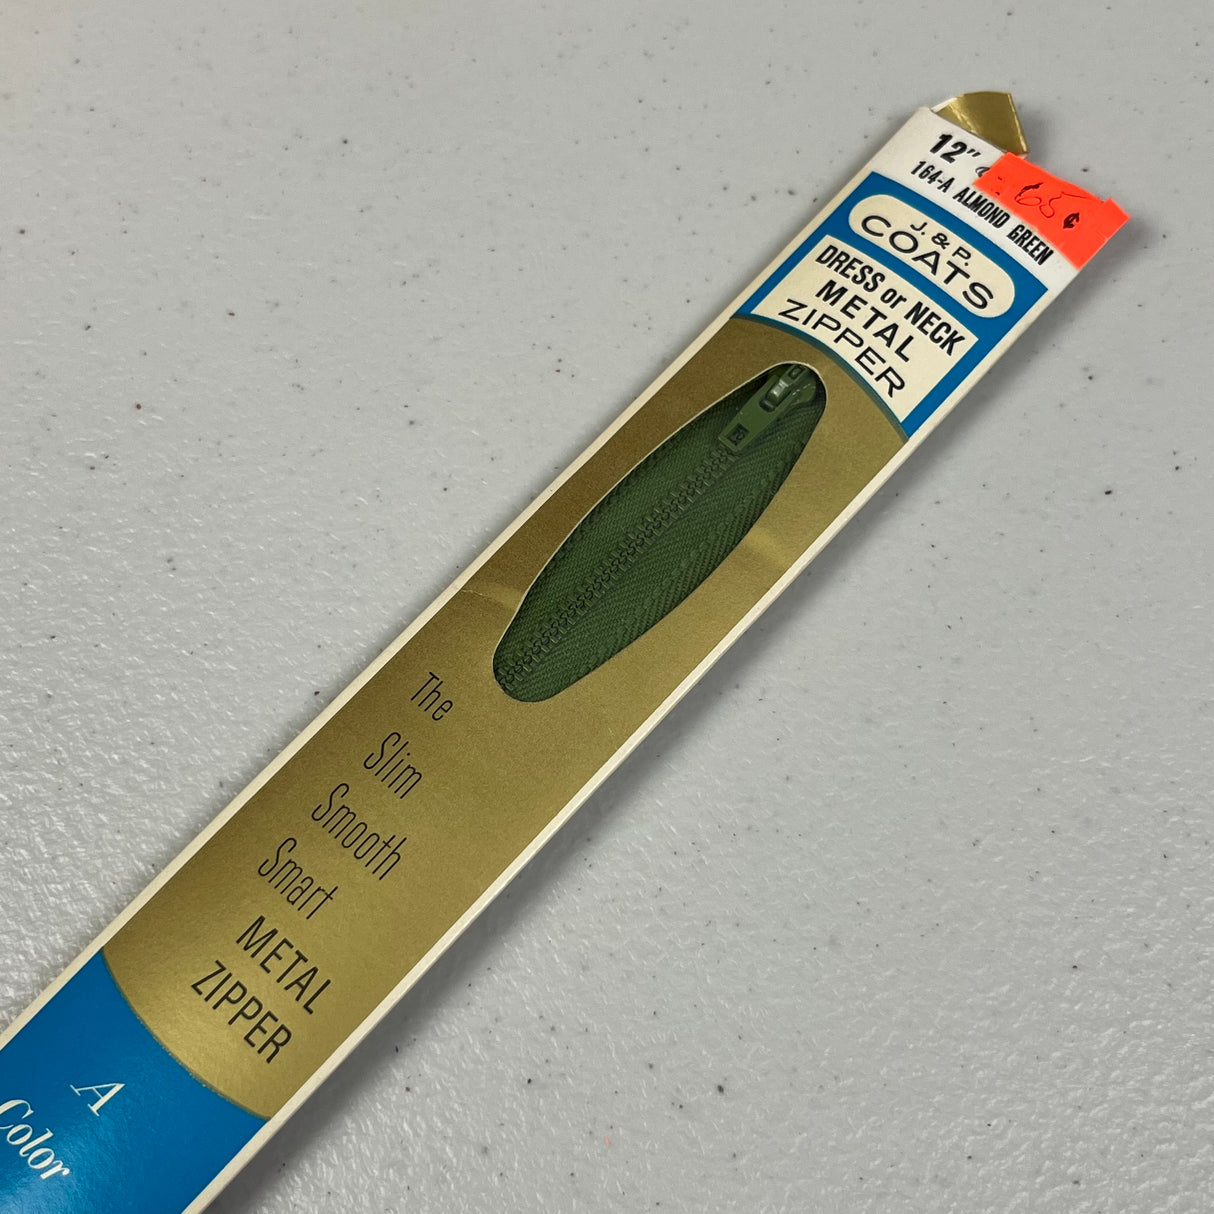 12"
65¢
164-A ALMOND GREEN
J. & P.
COATS
DRESS or NECK
METAL
ZIPPER
The
Slim
Smooth
Smart
METAL
ZIPPER
A
Color